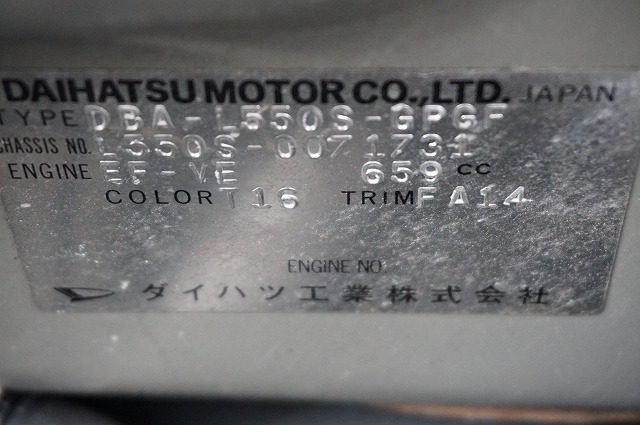 DAIHATSU MOTOR CO., LTD. JAPAN
TYPE DBA-L550S-GPGF
CHASSIS NO. L550S-0071731
ENGINE EF-VE 659 CC
COLOR T16 TRIM FA14
ENGINE NO
ダイハツ工業株式会社